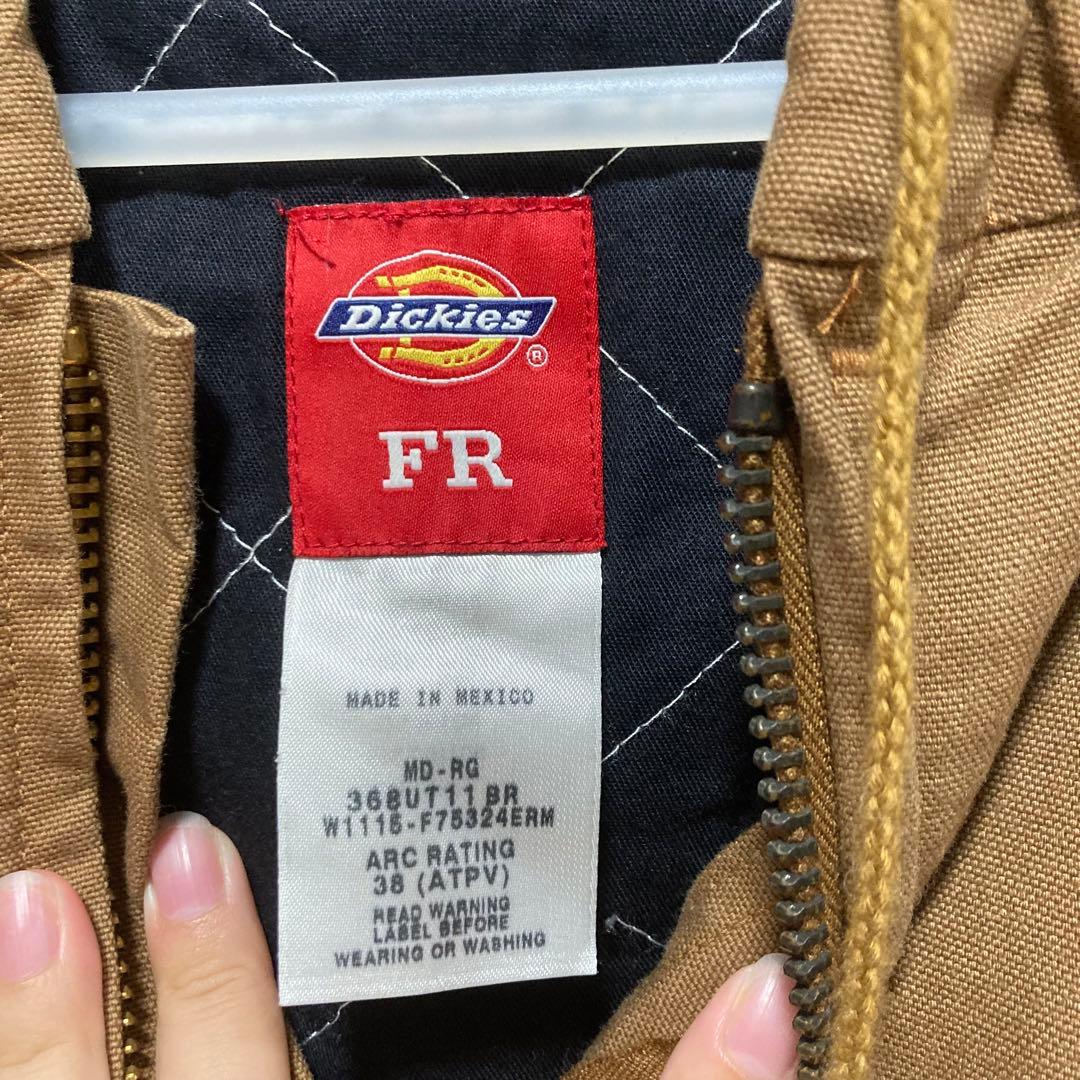 Dickies
®
FR
MADE IN MEXICO
MD-RG
368UT11BR
W1115-F75324ERM
ARC RATING
38 (ATPV)
READ WARNING
LABEL BEFORE
WEARING OR WASHING